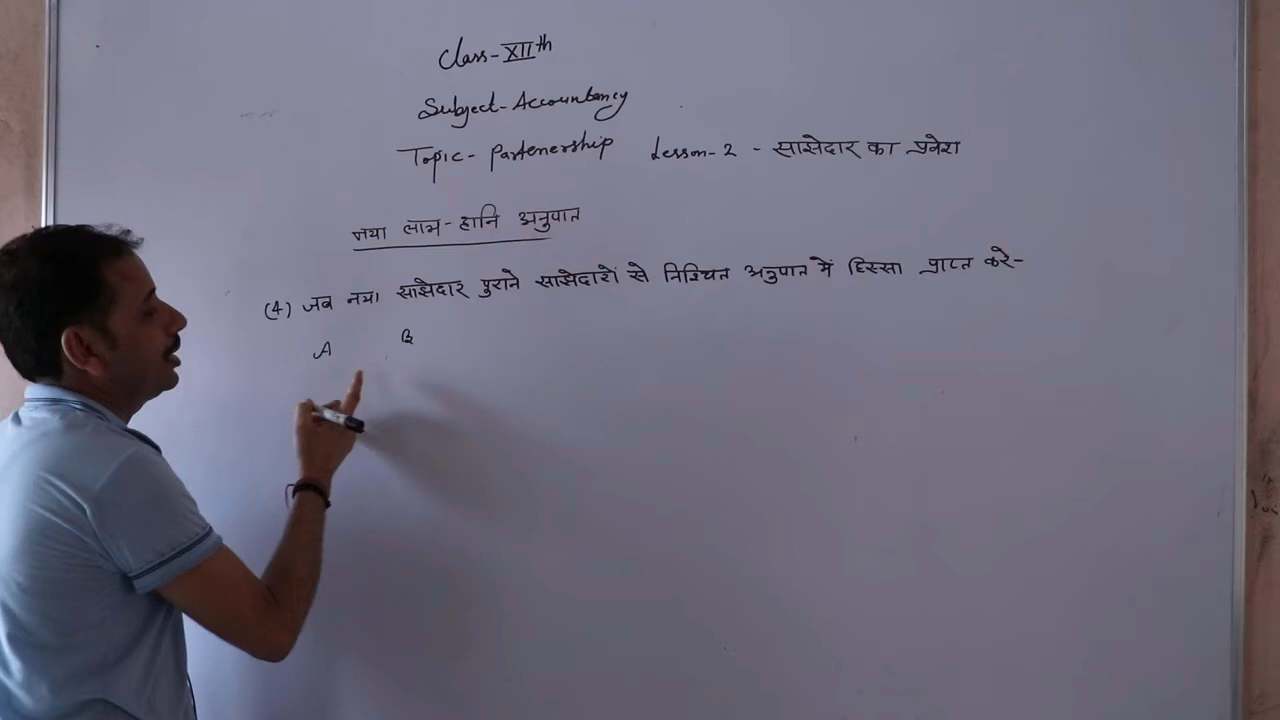 Class-XIIth
Subject-Accountancy
Topic- Partenership Lesson-2 - साझेदार का प्रवेश
नया लाभ-हानि अनुपात
(4) जब नया साझेदार पुराने साझेदारों से निश्चित अनुपात में हिस्सा प्राप्त करे-
A B